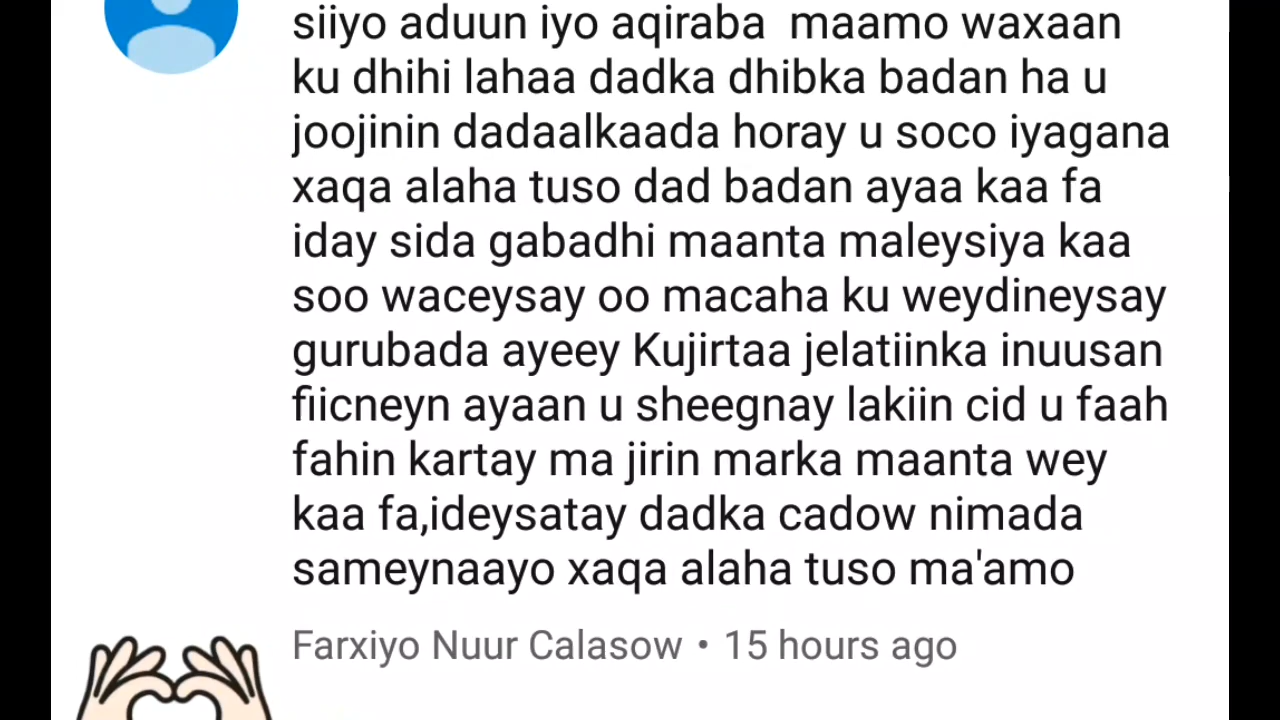 siiyo aduun iyo aqiraba maamo waxaan
ku dhihi lahaa dadka dhibka badan ha u
joojinin dadaalkaada horay u soco iyagana
xaqa alaha tuso dad badan ayaa kaa fa
iday sida gabadhi maanta maleysiya kaa
soo waceysay oo macaha ku weydineysay
gurubada ayeey Kujirtaa jelatiinka inuusan
fiicneyn ayaan u sheegnay lakiin cid u faah
fahin kartay ma jirin marka maanta wey
kaa fa,ideysatay dadka cadow nimada
sameynaayo xaqa alaha tuso ma'amo
Farxiyo Nuur Calasow • 15 hours ago